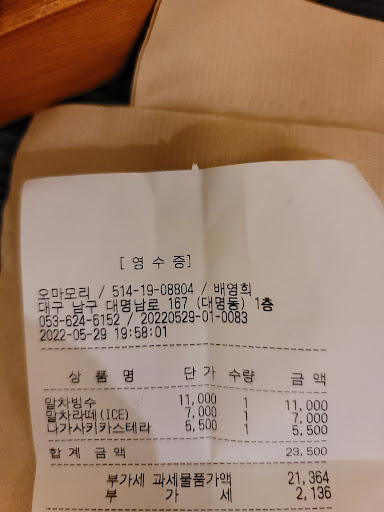 [ 영 수 증]
오마모리 / 514-19-08804 / 배영희
대구 남구 대명남로 167 (대명동) 1층
053-624-6152 / 20220529-01-0083
2022-05-29 19:58:01
상 품 명 단 가 수량 금 액
말차빙수 11,000 1 11,000
말차라떼(ICE) 7,000 1 7,000
나가사키카스테라 5,500 1 5,500
합 계 금 액 23,500
부가세 과세물품가액 21,364
부 가 세 2,136